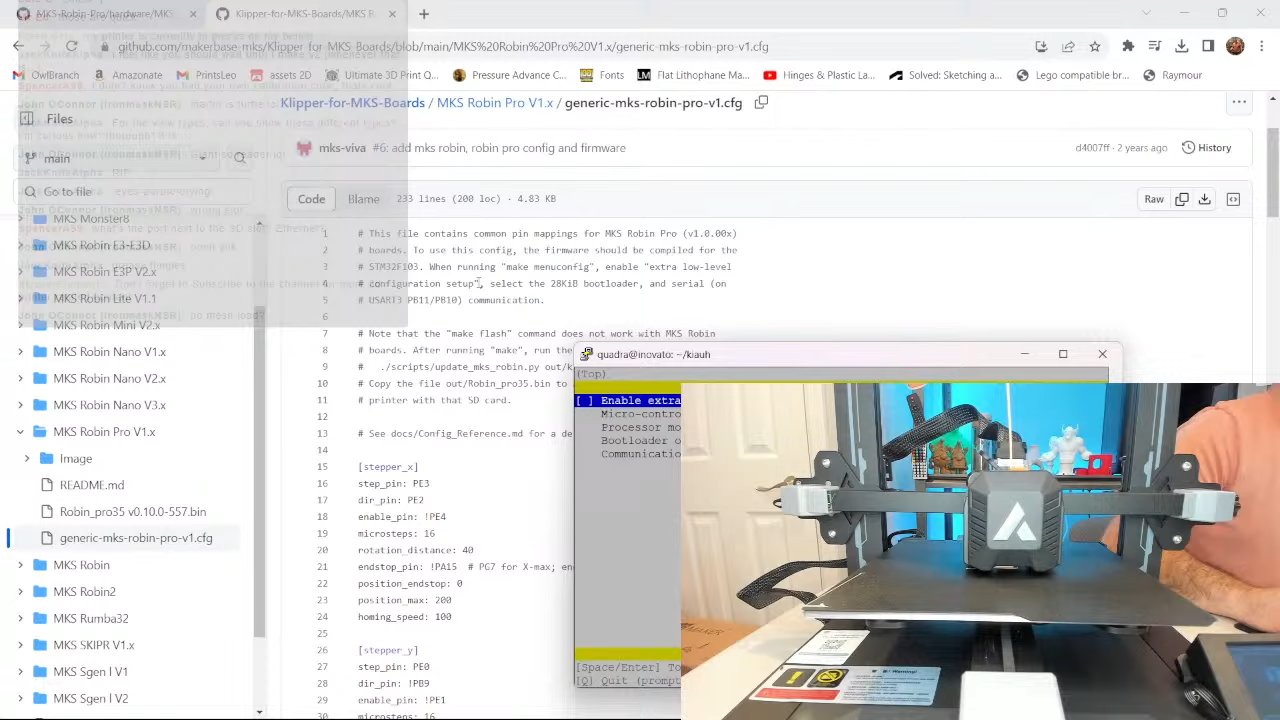 MKS-Robin-Pro/hardware/MKS
Klipper-for-MKS-Boards/MKS R
github.com/makerbase-mks/Klipper-for-MKS-Boards/blob/main/MKS%20Robin%20Pro%20V1.x/generic-mks-robin-pro-v1.cfg
OwlBranch
Amazonate
PrintsLeo
assets 2D
Ultimate 3D Print Q...
Pressure Advance C...
Fonts
Flat Lithophane Ma...
Hinges & Plastic La...
Solved: Sketching a...
Lego compatible br...
Raymour
Klipper-for-MKS-Boards / MKS Robin Pro V1.x / generic-mks-robin-pro-v1.cfg
Files
main
Go to file
mks-viva #6: add mks robin, robin pro config and firmware
d4007ff · 2 years ago
History
Code
Blame
233 lines (200 loc) · 4.83 KB
Raw
MKS Monster8
MKS Robin E3-E3D
MKS Robin E3P V2.x
MKS Robin Lite V1.1
MKS Robin Mini V2.x
MKS Robin Nano V1.x
MKS Robin Nano V2.x
MKS Robin Nano V3.x
MKS Robin Pro V1.x
Image
README.md
Robin_pro35 v0.10.0-557.bin
generic-mks-robin-pro-v1.cfg
MKS Robin
MKS Robin2
MKS Rumba32
MKS SKIPR V1
MKS Sgen L V1
MKS Sgen L V2
1 # This file contains common pin mappings for MKS Robin Pro (v1.0.00x)
2 # boards. To use this config, the firmware should be compiled for the
3 # STM32F103. When running "make menuconfig", enable "extra low-level
4 # configuration setup", select the 28KiB bootloader, and serial (on
5 # USART3 PB11/PB10) communication.
6
7 # Note that the "make flash" command does not work with MKS Robin
8 # boards. After running "make", run the
9 # ./scripts/update_mks_robin.py out/k
10 # Copy the file out/Robin_pro35.bin to
11 # printer with that SD card.
12
13 # See docs/Config_Reference.md for a de
14
15 [stepper_x]
16 step_pin: PE3
17 dir_pin: PE2
18 enable_pin: !PE4
19 microsteps: 16
20 rotation_distance: 40
21 endstop_pin: !PA15 # PG7 for X-max; en
22 position_endstop: 0
23 position_max: 200
24 homing_speed: 100
25
26 [stepper_y]
27 step_pin: PE0
28 dir_pin: !PB9
29 enable_pin: !PE1
30 microsteps: 16
quadra@inovato: ~/kiauh
(Top)
[ ] Enable extra
Micro-contro
Processor mo
Bootloader o
Communicatio
[Space/Enter] To
[Q] Quit (prompt
Warning!